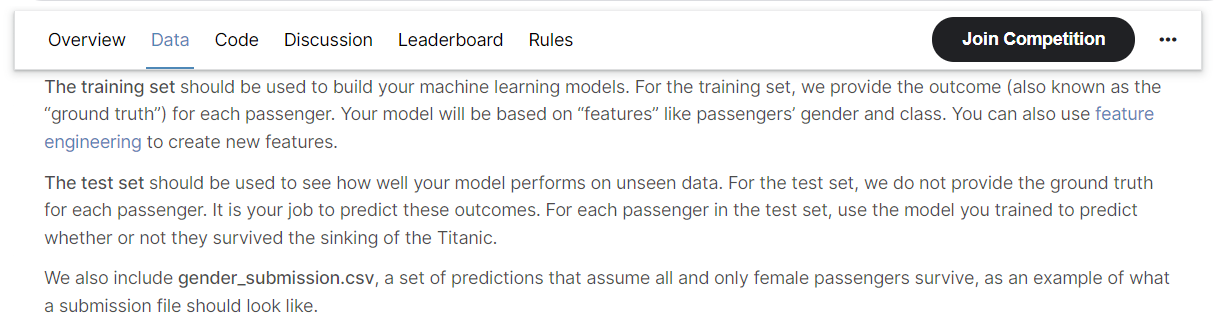 Overview Data Code Discussion Leaderboard Rules Join Competition •••
The training set should be used to build your machine learning models. For the training set, we provide the outcome (also known as the
“ground truth”) for each passenger. Your model will be based on “features” like passengers’ gender and class. You can also use feature
engineering to create new features.
The test set should be used to see how well your model performs on unseen data. For the test set, we do not provide the ground truth
for each passenger. It is your job to predict these outcomes. For each passenger in the test set, use the model you trained to predict
whether or not they survived the sinking of the Titanic.
We also include gender_submission.csv, a set of predictions that assume all and only female passengers survive, as an example of what
a submission file should look like.